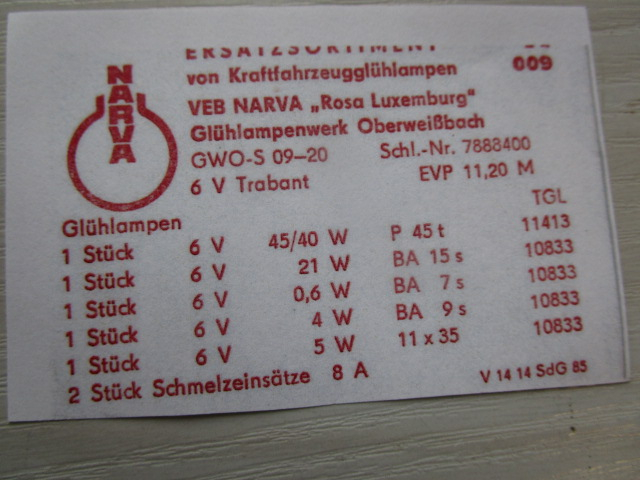 ERSATZSORTIMENT
von Kraftfahrzeugglühlampen 009
VEB NARVA „Rosa Luxemburg"
Glühlampenwerk Oberweißbach
GWO-S 09-20 Schl.-Nr. 7888400
6 V Trabant EVP 11,20 M
NARVA
Glühlampen TGL
1 Stück 6 V 45/40 W P 45 t 11413
1 Stück 6 V 21 W BA 15 s 10833
1 Stück 6 V 0,6 W BA 7 s 10833
1 Stück 6 V 4 W BA 9 s 10833
1 Stück 6 V 5 W 11 x 35 10833
2 Stück Schmelzeinsätze 8 A V 14 14 SdG 85